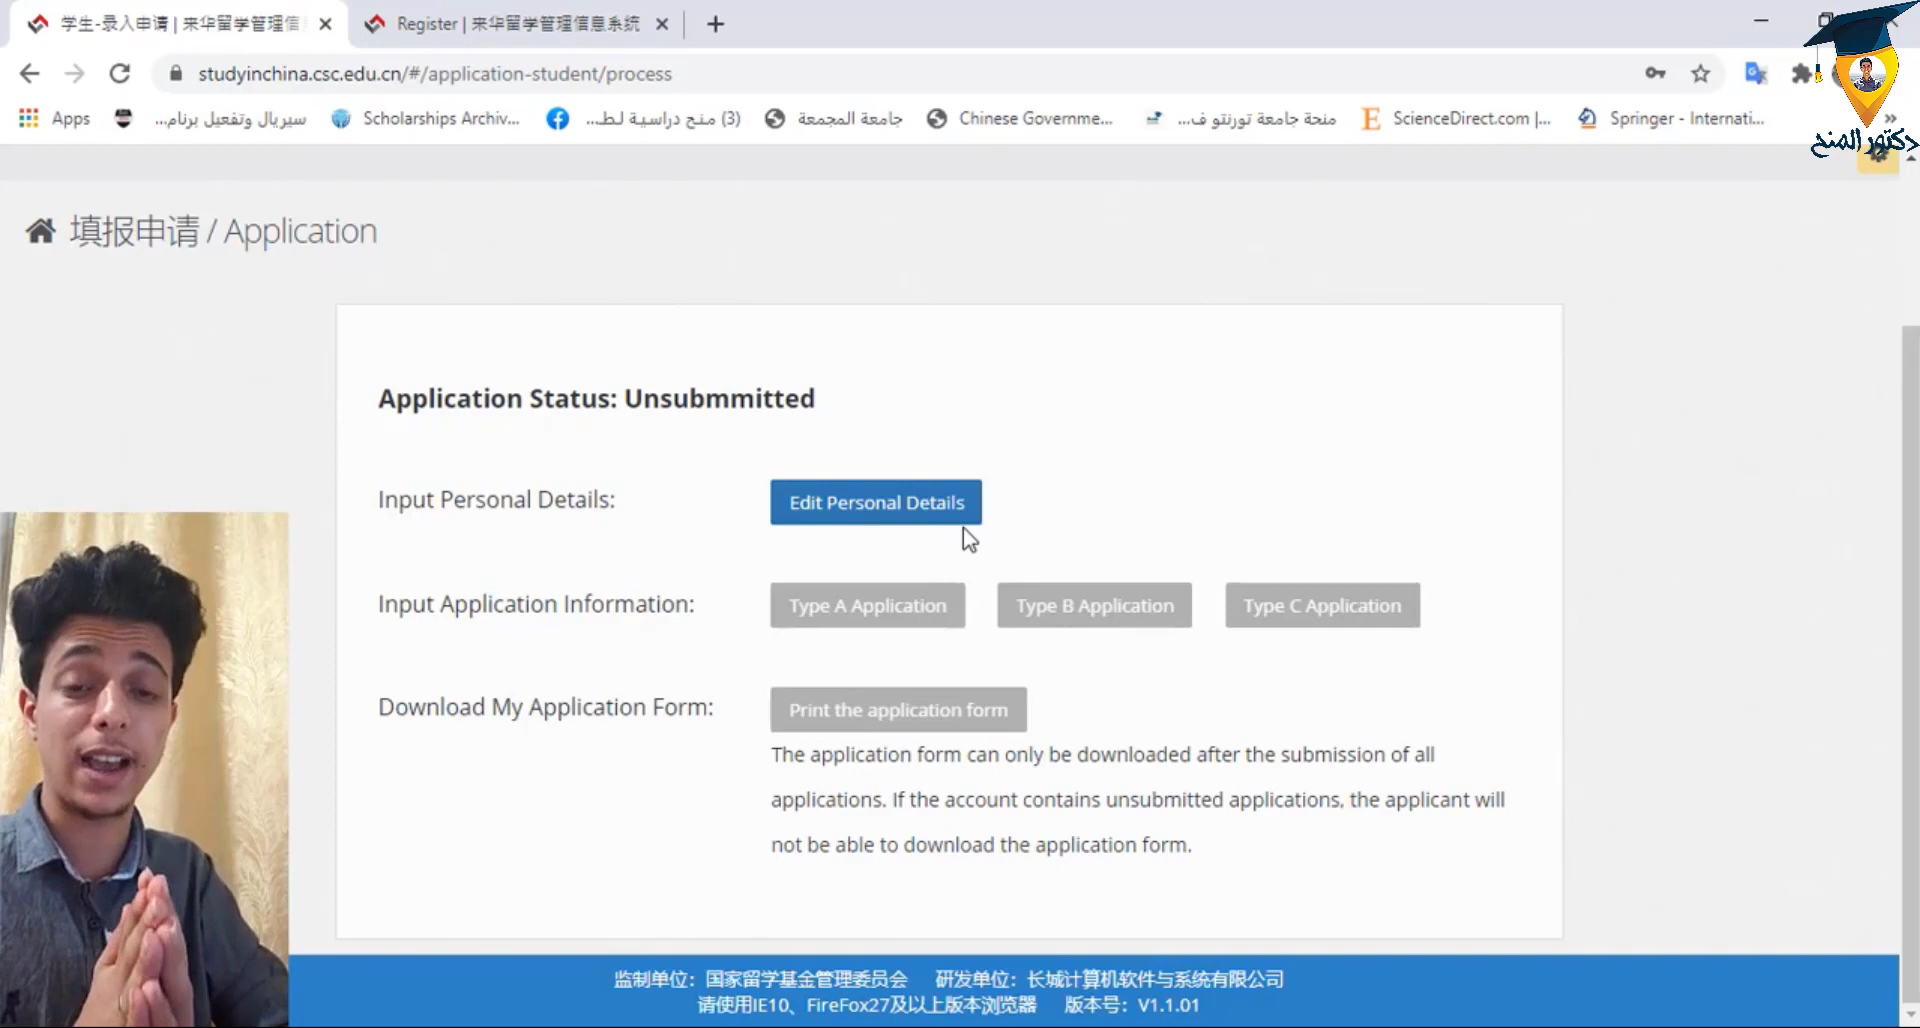 学生-录入申请 | 来华留学管理信
Register | 来华留学管理信息系统
studyinchina.csc.edu.cn/#/application-student/process
Apps
سيريال وتفعيل برنام...
Scholarships Archiv...
(3) منح دراسية لط...
جامعة المجمعة
Chinese Governme...
منحة جامعة تورنتو ف...
ScienceDirect.com |...
Springer - Internati...
دكتور المنح
填报申请 / Application
Application Status: Unsubmmitted
Input Personal Details:
Edit Personal Details
Input Application Information:
Type A Application
Type B Application
Type C Application
Download My Application Form:
Print the application form
The application form can only be downloaded after the submission of all
applications. If the account contains unsubmitted applications, the applicant will
not be able to download the application form.
监制单位：国家留学基金管理委员会 研发单位：长城计算机软件与系统有限公司
请使用IE10、FireFox27及以上版本浏览器 版本号：V1.1.01